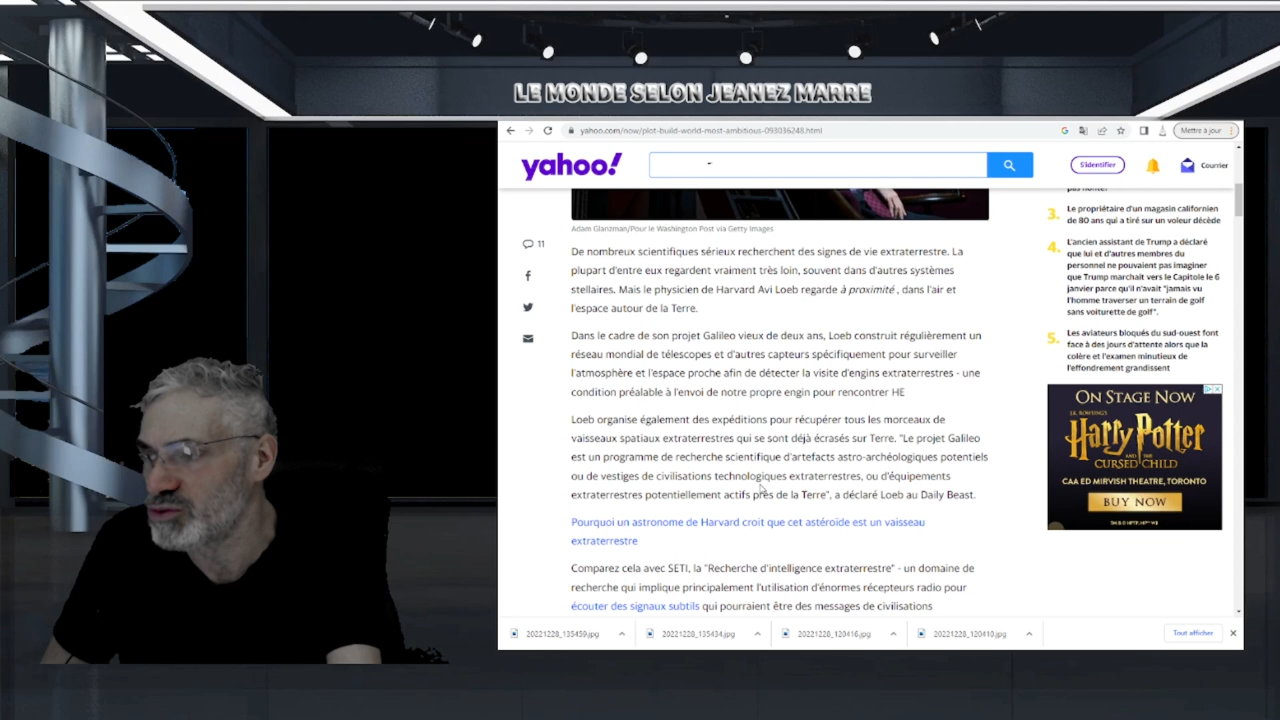 LE MONDE SELON JEANEZ MARRE
yahoo.com/now/plot-build-world-most-ambitious-093036248.html
Mettre à jour
yahoo!
S'identifier
Courrier
Adam Glanzman/Pour le Washington Post via Getty Images
11
De nombreux scientifiques sérieux recherchent des signes de vie extraterrestre. La
plupart d'entre eux regardent vraiment très loin, souvent dans d'autres systèmes
stellaires. Mais le physicien de Harvard Avi Loeb regarde à proximité , dans l'air et
l'espace autour de la Terre.
Dans le cadre de son projet Galileo vieux de deux ans, Loeb construit régulièrement un
réseau mondial de télescopes et d'autres capteurs spécifiquement pour surveiller
l'atmosphère et l'espace proche afin de détecter la visite d'engins extraterrestres - une
condition préalable à l'envoi de notre propre engin pour rencontrer HE
Loeb organise également des expéditions pour récupérer tous les morceaux de
vaisseaux spatiaux extraterrestres qui se sont déjà écrasés sur Terre. "Le projet Galileo
est un programme de recherche scientifique d'artefacts astro-archéologiques potentiels
ou de vestiges de civilisations technologiques extraterrestres, ou d'équipements
extraterrestres potentiellement actifs près de la Terre", a déclaré Loeb au Daily Beast.
Pourquoi un astronome de Harvard croit que cet astéroïde est un vaisseau
extraterrestre
Comparez cela avec SETI, la "Recherche d'intelligence extraterrestre" - un domaine de
recherche qui implique principalement l'utilisation d'énormes récepteurs radio pour
écouter des signaux subtils qui pourraient être des messages de civilisations
3. Le propriétaire d'un magasin californien
de 80 ans qui a tiré sur un voleur décède
4. L'ancien assistant de Trump a déclaré
que lui et d'autres membres du
personnel ne pouvaient pas imaginer
que Trump marchait vers le Capitole le 6
janvier parce qu'il n'avait "jamais vu
l'homme traverser un terrain de golf
sans voiturette de golf".
5. Les aviateurs bloqués du sud-ouest font
face à des jours d'attente alors que la
colère et l'examen minutieux de
l'effondrement grandissent
ON STAGE NOW
J.K. ROWLING'S
Harry Potter
AND THE
CURSED CHILD
CAA ED MIRVISH THEATRE, TORONTO
BUY NOW
20221228_135459.jpg
20221228_135434.jpg
20221228_120416.jpg
20221228_120410.jpg
Tout afficher